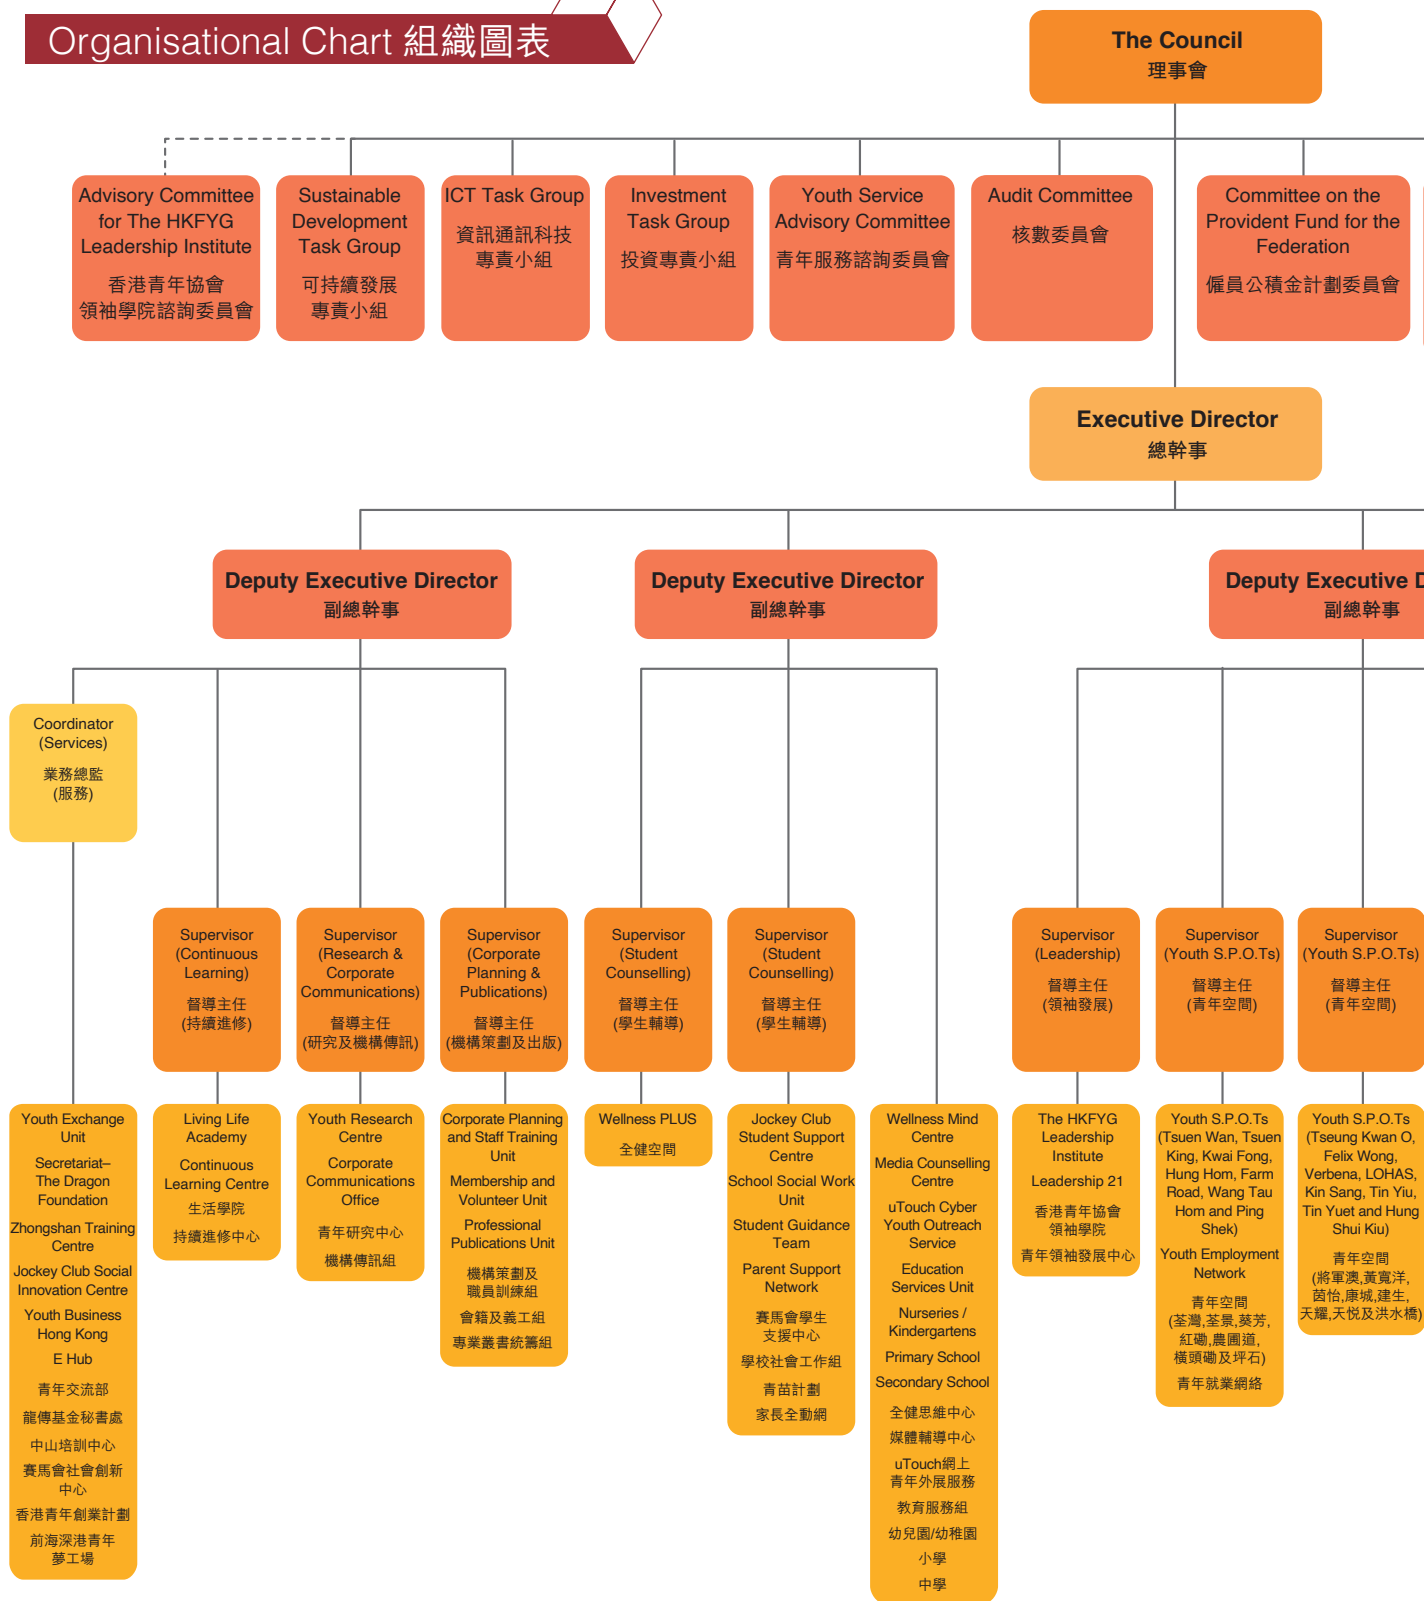 Organisational Chart 組織圖表
The Council
理事會
Advisory Committee
for The HKFYG
Leadership Institute
香港青年協會
領袖學院諮詢委員會
Sustainable
Development
Task Group
可持續發展
專責小組
ICT Task Group
資訊通訊科技
專責小組
Investment
Task Group
投資專責小組
Youth Service
Advisory Committee
青年服務諮詢委員會
Audit Committee
核數委員會
Committee on the
Provident Fund for the
Federation
僱員公積金計劃委員會
Executive Director
總幹事
Deputy Executive Director
副總幹事
Deputy Executive Director
副總幹事
Deputy Executive D
副總幹事
Coordinator
(Services)
業務總監
(服務)
Supervisor
(Continuous
Learning)
督導主任
(持續進修)
Supervisor
(Research &
Corporate
Communications)
督導主任
(研究及機構傳訊)
Supervisor
(Corporate
Planning &
Publications)
督導主任
(機構策劃及出版)
Supervisor
(Student
Counselling)
督導主任
(學生輔導)
Supervisor
(Student
Counselling)
督導主任
(學生輔導)
Supervisor
(Leadership)
督導主任
(領袖發展)
Supervisor
(Youth S.P.O.Ts)
督導主任
(青年空間)
Supervisor
(Youth S.P.O.Ts)
督導主任
(青年空間)
Youth Exchange
Unit
Secretariat–
The Dragon
Foundation
Zhongshan Training
Centre
Jockey Club Social
Innovation Centre
Youth Business
Hong Kong
E Hub
青年交流部
龍傳基金秘書處
中山培訓中心
賽馬會社會創新
中心
香港青年創業計劃
前海深港青年
夢工場
Living Life
Academy
Continuous
Learning Centre
生活學院
持續進修中心
Youth Research
Centre
Corporate
Communications
Office
青年研究中心
機構傳訊組
Corporate Planning
and Staff Training
Unit
Membership and
Volunteer Unit
Professional
Publications Unit
機構策劃及
職員訓練組
會籍及義工組
專業叢書統籌組
Wellness PLUS
全健空間
Jockey Club
Student Support
Centre
School Social Work
Unit
Student Guidance
Team
Parent Support
Network
賽馬會學生
支援中心
學校社會工作組
青苗計劃
家長全動網
Wellness Mind
Centre
Media Counselling
Centre
uTouch Cyber
Youth Outreach
Service
Education
Services Unit
Nurseries /
Kindergartens
Primary School
Secondary School
全健思維中心
媒體輔導中心
uTouch網上
青年外展服務
教育服務組
幼兒園/幼稚園
小學
中學
The HKFYG
Leadership
Institute
Leadership 21
香港青年協會
領袖學院
青年領袖發展中心
Youth S.P.O.Ts
(Tsuen Wan, Tsuen
King, Kwai Fong,
Hung Hom, Farm
Road, Wang Tau
Hom and Ping
Shek)
Youth Employment
Network
青年空間
(荃灣,荃景,葵芳,
紅磡,農圃道,
橫頭磡及坪石)
青年就業網絡
Youth S.P.O.Ts
(Tseung Kwan O,
Felix Wong,
Verbena, LOHAS,
Kin Sang, Tin Yiu,
Tin Yuet and Hung
Shui Kiu)
青年空間
(將軍澳,黃寬洋,
茵怡,康城,建生,
天耀,天悦及洪水橋)